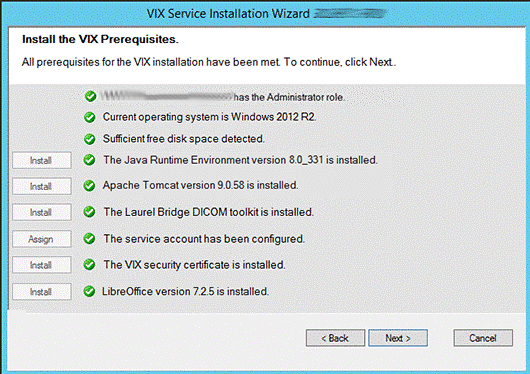 VIX Service Installation Wizard
Install the VIX Prerequisites.
All prerequisites for the VIX installation have been met. To continue, click Next..
has the Administrator role.
Current operating system is Windows 2012 R2.
Sufficient free disk space detected.
Install The Java Runtime Environment version 8.0_331 is installed.
Install Apache Tomcat version 9.0.58 is installed.
Install The Laurel Bridge DICOM toolkit is installed.
Assign The service account has been configured.
Install The VIX security certificate is installed.
Install LibreOffice version 7.2.5 is installed.
< Back Next > Cancel